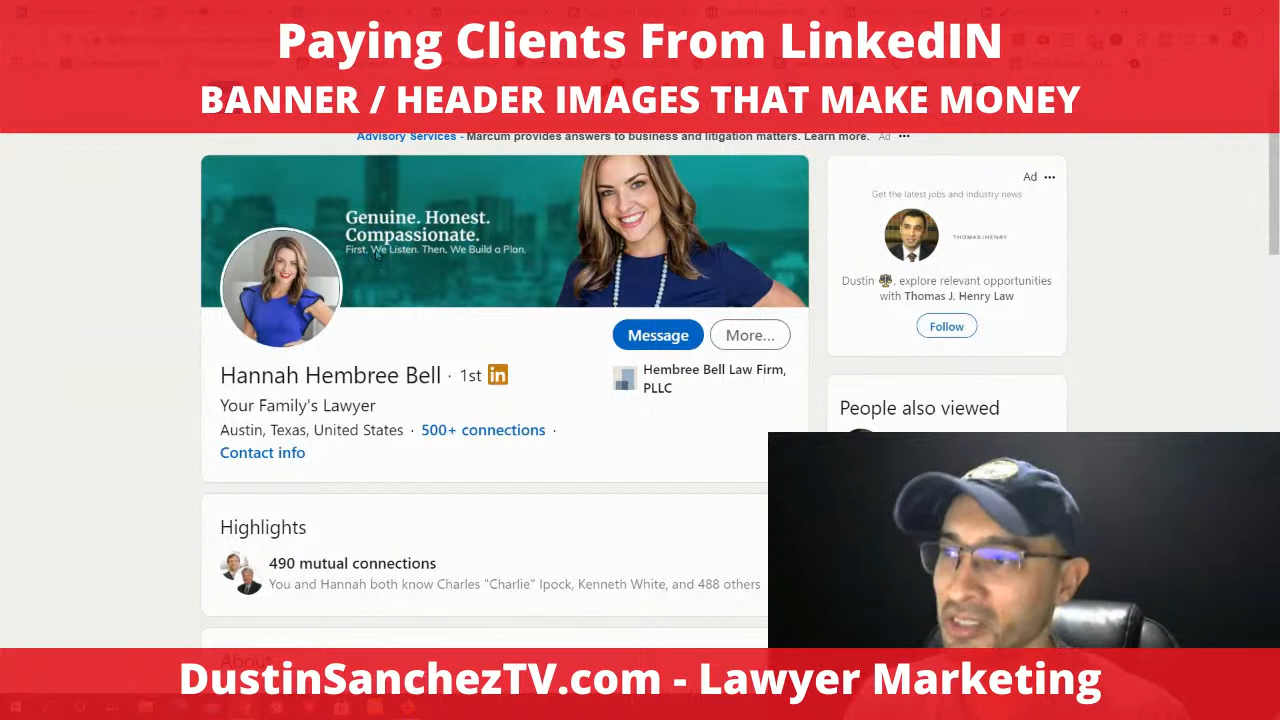 Paying Clients From LinkedIN
BANNER / HEADER IMAGES THAT MAKE MONEY
Advisory Services - Marcum provides answers to business and litigation matters. Learn more. Ad
Genuine. Honest.
Compassionate.
First, We Listen. Then, We Build a Plan.
Ad
Get the latest jobs and industry news
THOMAS J HENRY
Dustin, explore relevant opportunities
with Thomas J. Henry Law
Follow
Message
More...
Hannah Hembree Bell · 1st in
Hembree Bell Law Firm,
PLLC
Your Family's Lawyer
Austin, Texas, United States · 500+ connections ·
Contact info
People also viewed
Highlights
490 mutual connections
You and Hannah both know Charles "Charlie" Ipock, Kenneth White, and 488 others
About
DustinSanchezTV.com - Lawyer Marketing